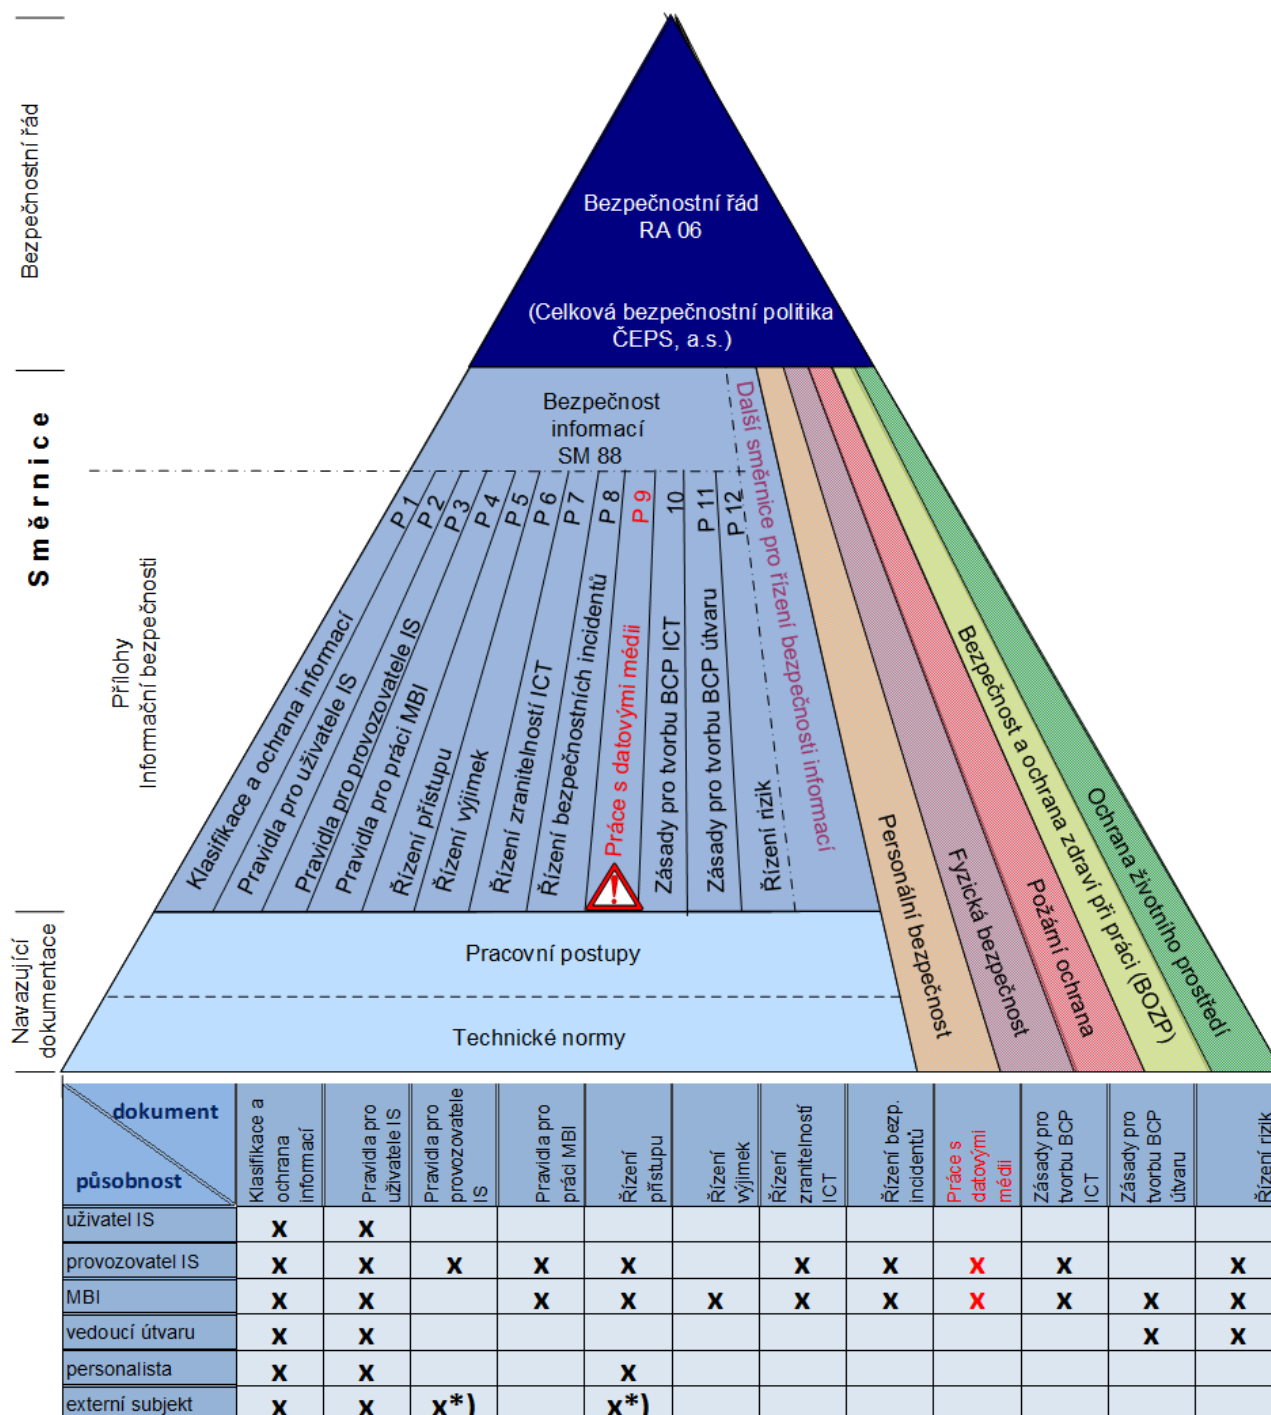 Bezpečnostní řád
Bezpečnostní řád
RA 06
(Celková bezpečnostní politika
ČEPS, a.s.)
Směrnice
Bezpečnost
informací
SM 88
Další směrnice pro řízení bezpečnosti informací
Přílohy
Informační bezpečnosti
P 1
P 2
P 3
P 4
P 5
P 6
P 7
P 8
P 9
10
P 11
P 12
Klasifikace a ochrana informací
Pravidla pro uživatele IS
Pravidla pro provozovatele IS
Pravidla pro práci MBI
Řízení přístupu
Řízení výjimek
Řízení zranitelností ICT
Řízení bezpečnostních incidentů
Práce s datovými médii
Zásady pro tvorbu BCP ICT
Zásady pro tvorbu BCP útvaru
Řízení rizik
Personální bezpečnost
Fyzická bezpečnost
Požární ochrana
Bezpečnost a ochrana zdraví při práci (BOZP)
Ochrana životního prostředí
Navazující
dokumentace
Pracovní postupy
Technické normy
dokument
působnost
Klasifikace a
ochrana
informací
Pravidla pro
uživatele IS
Pravidla pro
provozovatele
IS
Pravidla pro
práci MBI
Řízení
přístupu
Řízení
výjimek
Řízení
zranitelností
ICT
Řízení bezp.
incidentů
Práce s
datovými
médii
Zásady pro
tvorbu BCP
ICT
Zásady pro
tvorbu BCP
útvaru
Řízení rizik
uživatel IS x x
provozovatel IS x x x x x x x x x x
MBI x x x x x x x x x x x
vedoucí útvaru x x x x
personalista x x x
externí subjekt x x x*) x*)